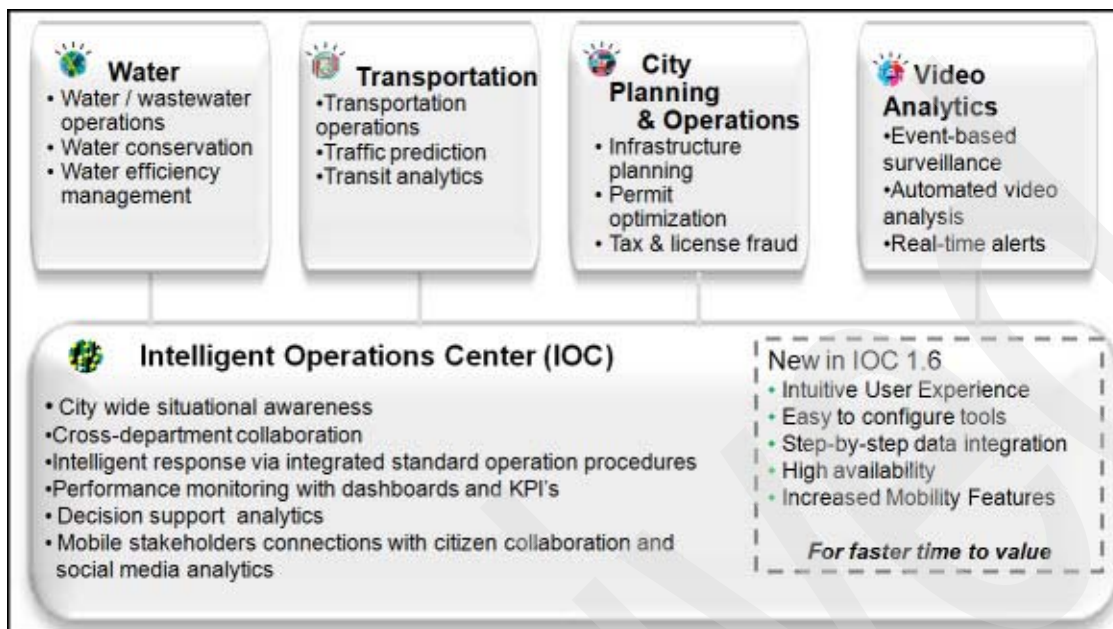 Water
• Water / wastewater
operations
• Water conservation
• Water efficiency
management
Transportation
•Transportation
operations
•Traffic prediction
•Transit analytics
City
Planning
& Operations
• Infrastructure
planning
• Permit
optimization
• Tax & license fraud
Video
Analytics
•Event-based
surveillance
•Automated video
analysis
•Real-time alerts
Intelligent Operations Center (IOC)
• City wide situational awareness
•Cross-department collaboration
•Intelligent response via integrated standard operation procedures
•Performance monitoring with dashboards and KPI's
• Decision support analytics
• Mobile stakeholders connections with citizen collaboration and
social media analytics
New in IOC 1.6
• Intuitive User Experience
• Easy to configure tools
• Step-by-step data integration
• High availability
• Increased Mobility Features
For faster time to value